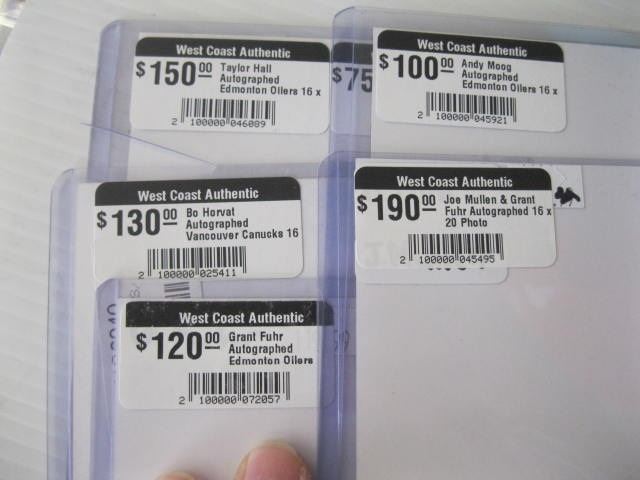 West Coast Authentic
$150.00 Taylor Hall
Autographed
Edmonton Oilers 16 x
2 100000 046089
$75
West Coast Authentic
$100.00 Andy Moog
Autographed
Edmonton Oilers 16 x
2 100000 045921
West Coast Authentic
$130.00 Bo Horvat
Autographed
Vancouver Canucks 16
2 100000 025411
West Coast Authentic
$190.00 Joe Mullen & Grant
Fuhr Autographed 16 x
20 Photo
2 100000 045495
West Coast Authentic
$120.00 Grant Fuhr
Autographed
Edmonton Oilers
2 100000 072057